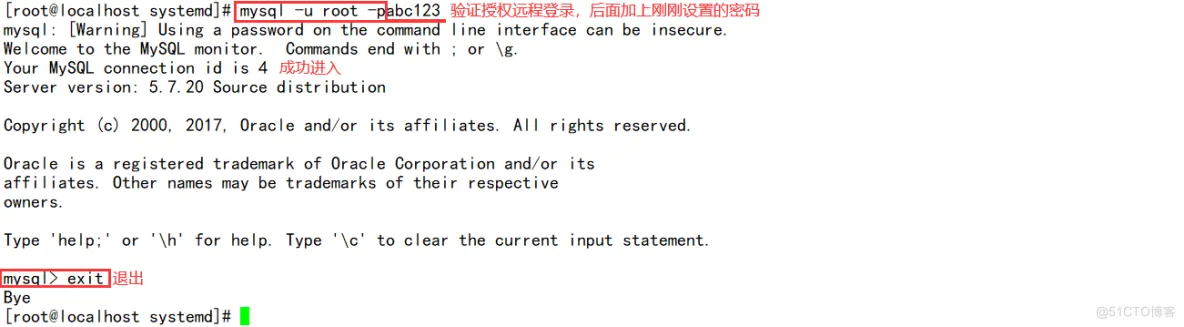 [root@localhost systemd]# mysql -u root -pabc123 验证授权远程登录，后面加上刚刚设置的密码
mysql: [Warning] Using a password on the command line interface can be insecure.
Welcome to the MySQL monitor.  Commands end with ; or \g.
Your MySQL connection id is 4 成功进入
Server version: 5.7.20 Source distribution
Copyright (c) 2000, 2017, Oracle and/or its affiliates. All rights reserved.
Oracle is a registered trademark of Oracle Corporation and/or its
affiliates. Other names may be trademarks of their respective
owners.
Type 'help;' or '\h' for help. Type '\c' to clear the current input statement.
mysql> exit 退出
Bye
[root@localhost systemd]#
@51CTO博客